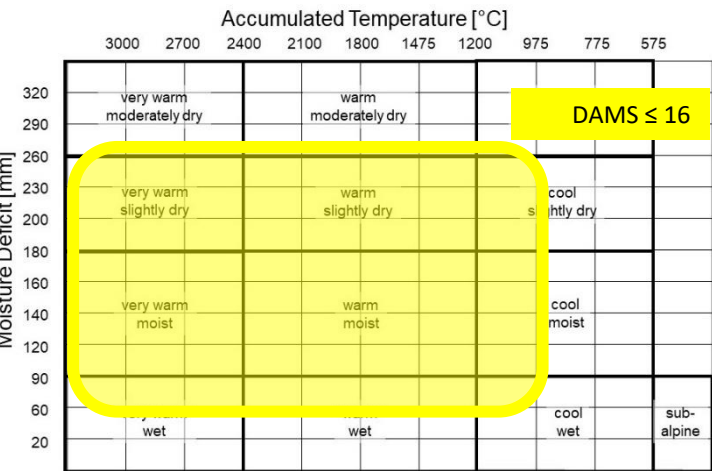 Accumulated Temperature [°C]
3000 2700 2400 2100 1800 1475 1200 975 775 575
Moisture Deficit [mm]
320
290
260
230
200
180
160
140
120
90
60
20
very warm
moderately dry
warm
moderately dry
DAMS ≤ 16
very warm
slightly dry
warm
slightly dry
cool
slightly dry
very warm
moist
warm
moist
cool
moist
wet
wet
cool
wet
sub-
alpine